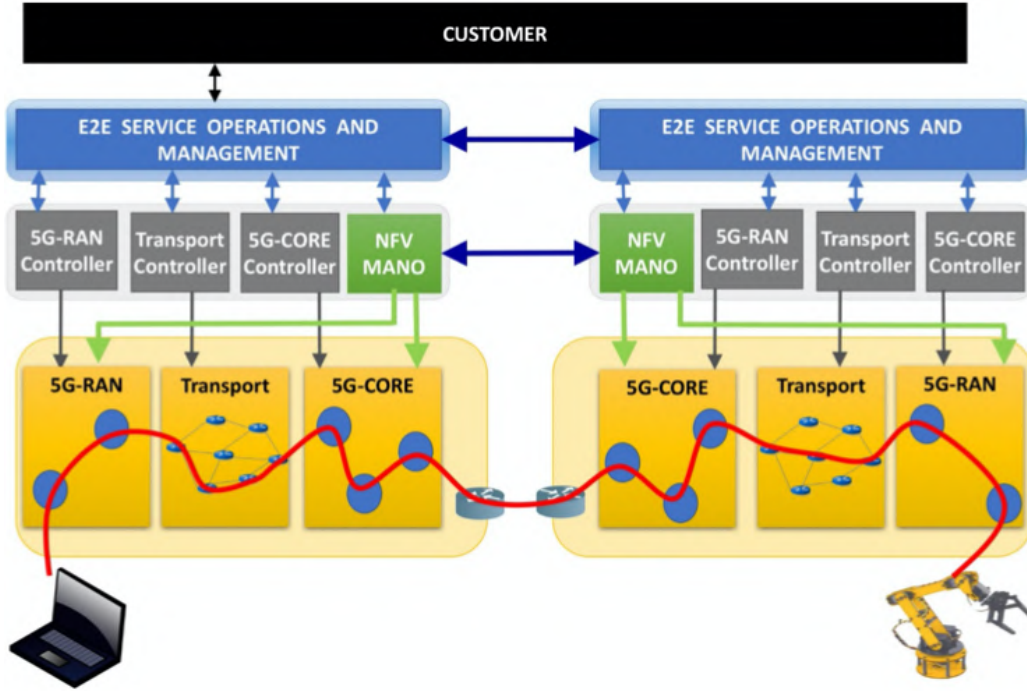 CUSTOMER
E2E SERVICE OPERATIONS AND
MANAGEMENT
E2E SERVICE OPERATIONS AND
MANAGEMENT
5G-RAN
Controller
Transport
Controller
5G-CORE
Controller
NFV
MANO
NFV
MANO
5G-RAN
Controller
Transport
Controller
5G-CORE
Controller
5G-RAN
Transport
5G-CORE
5G-CORE
Transport
5G-RAN